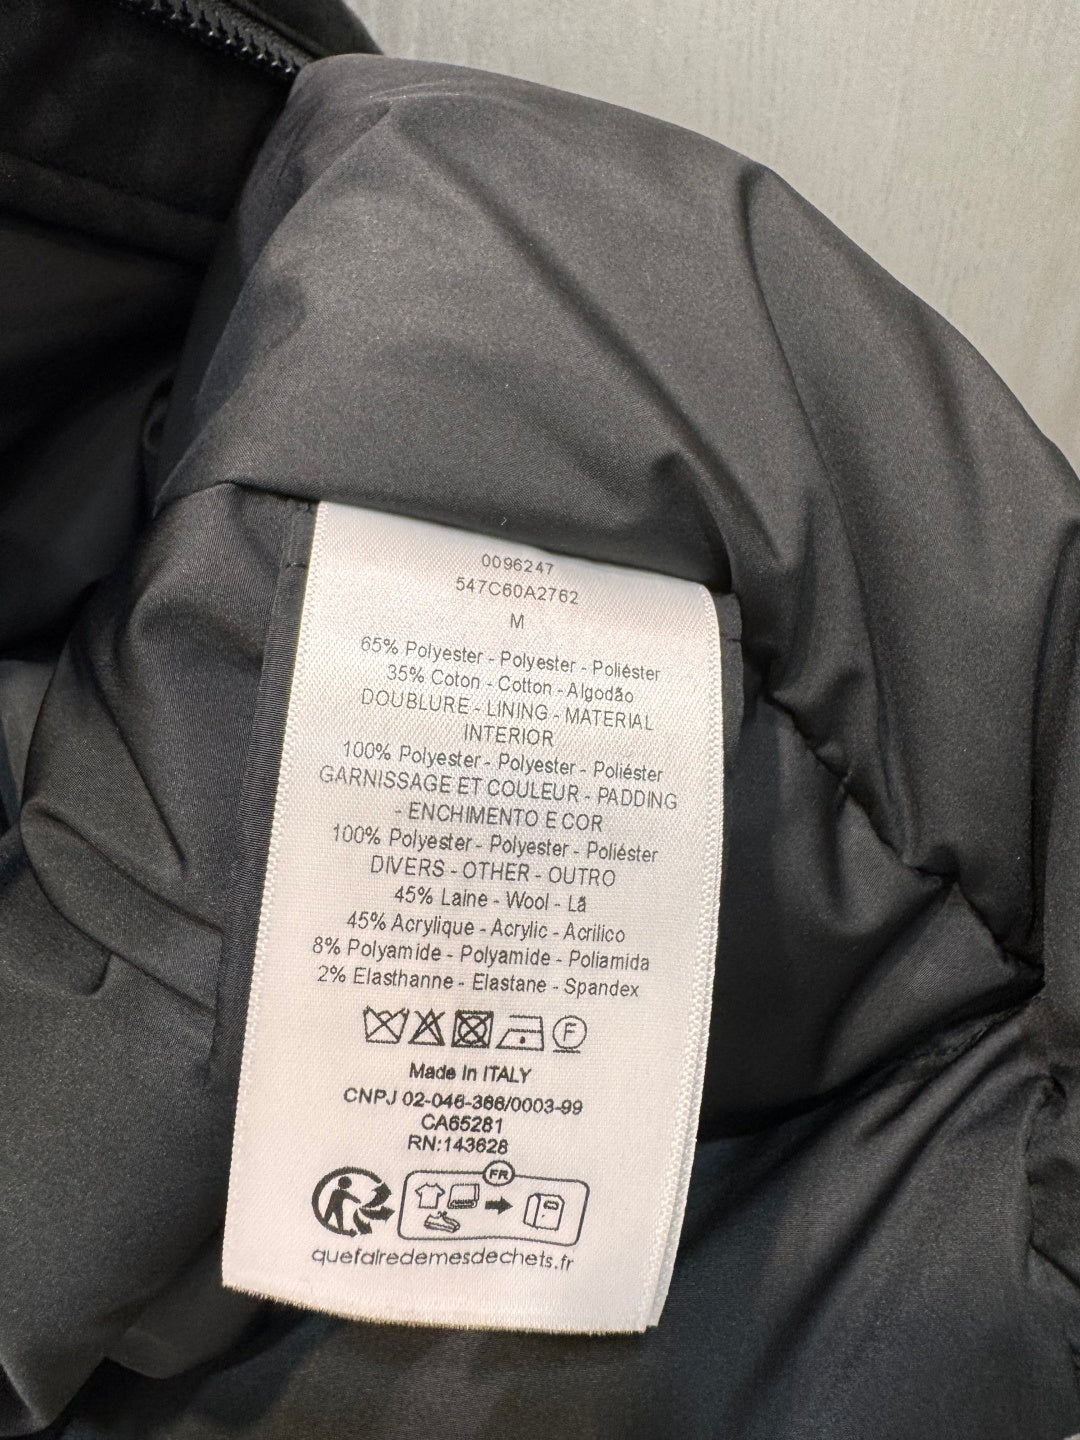 0096247
547C60A2762
M
65% Polyester - Polyester - Poliéster
35% Coton - Cotton - Algodão
DOUBLURE - LINING - MATERIAL
INTERIOR
100% Polyester - Polyester - Poliéster
GARNISSAGE ET COULEUR - PADDING
- ENCHIMENTO E COR
100% Polyester - Polyester - Poliéster
DIVERS - OTHER - OUTRO
45% Laine - Wool - Lã
45% Acrylique - Acrylic - Acrilico
8% Polyamide - Polyamide - Poliamida
2% Elasthanne - Elastane - Spandex
F
Made In ITALY
CNPJ 02-046-366/0003-99
CA65281
RN:143628
FR
quefairedemesdechets.fr